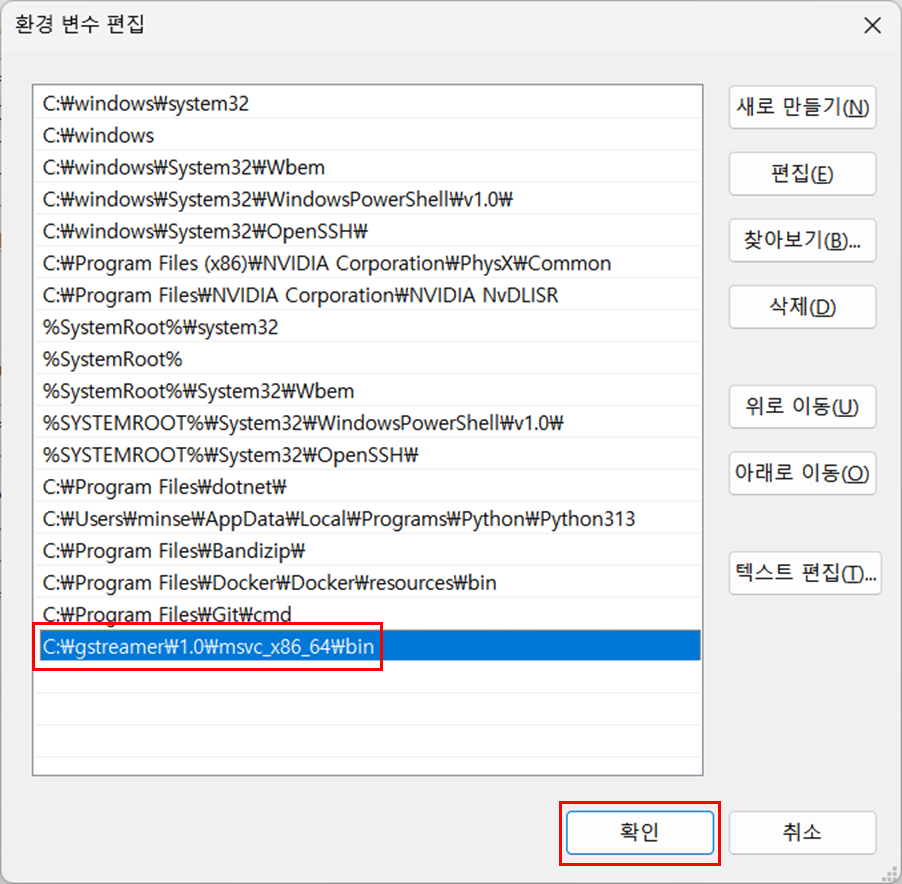 환경 변수 편집
C:₩windows₩system32
C:₩windows
C:₩windows₩System32₩Wbem
C:₩windows₩System32₩WindowsPowerShell₩v1.0₩
C:₩windows₩System32₩OpenSSH₩
C:₩Program Files (x86)₩NVIDIA Corporation₩PhysX₩Common
C:₩Program Files₩NVIDIA Corporation₩NVIDIA NvDLISR
%SystemRoot%₩system32
%SystemRoot%
%SystemRoot%₩System32₩Wbem
%SYSTEMROOT%₩System32₩WindowsPowerShell₩v1.0₩
%SYSTEMROOT%₩System32₩OpenSSH₩
C:₩Program Files₩dotnet₩
C:₩Users₩minse₩AppData₩Local₩Programs₩Python₩Python313
C:₩Program Files₩Bandizip₩
C:₩Program Files₩Docker₩Docker₩resources₩bin
C:₩Program Files₩Git₩cmd
C:₩gstreamer₩1.0₩msvc_x86_64₩bin
새로 만들기(N)
편집(E)
찾아보기(B)...
삭제(D)
위로 이동(U)
아래로 이동(O)
텍스트 편집(T)...
확인
취소